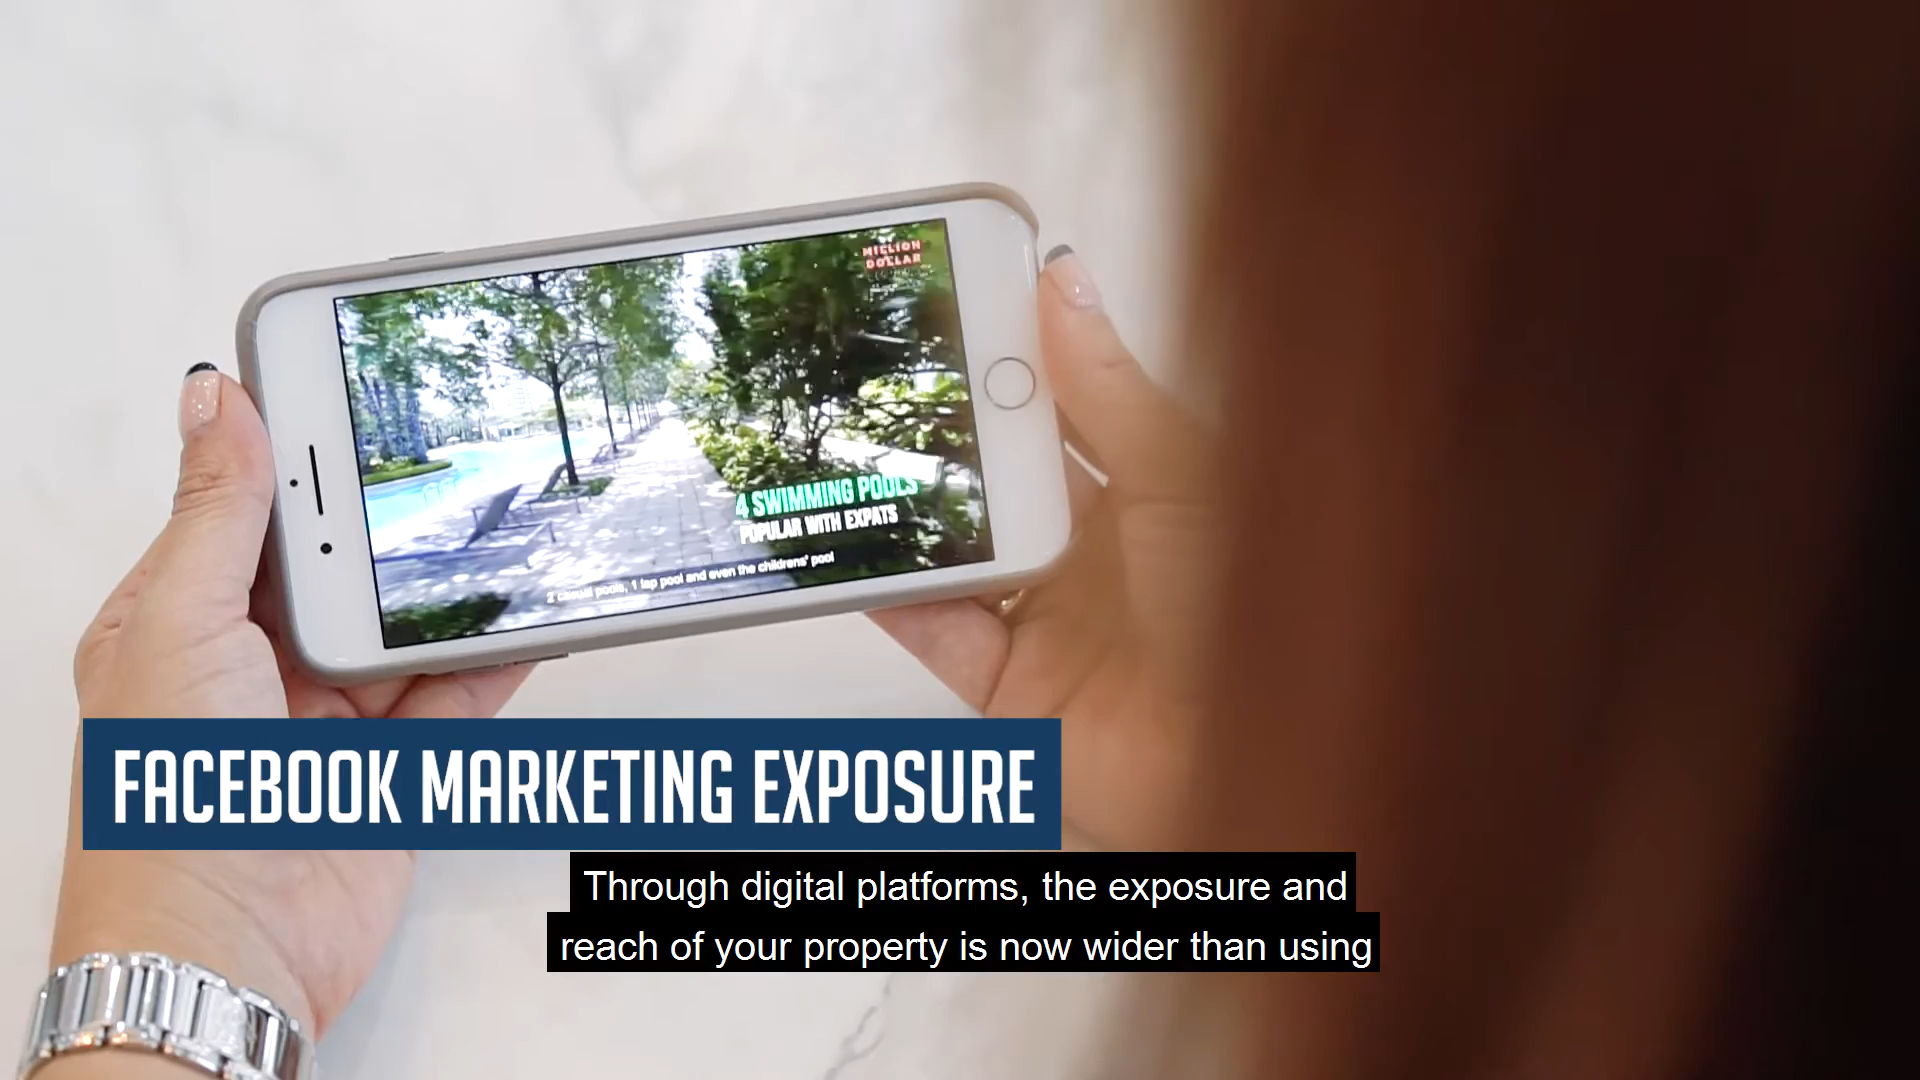 MILLION
DOLLAR
4 SWIMMING POOLS
POPULAR WITH EXPATS
2 casual pools, 1 lap pool and even the childrens' pool
FACEBOOK MARKETING EXPOSURE
Through digital platforms, the exposure and
reach of your property is now wider than using